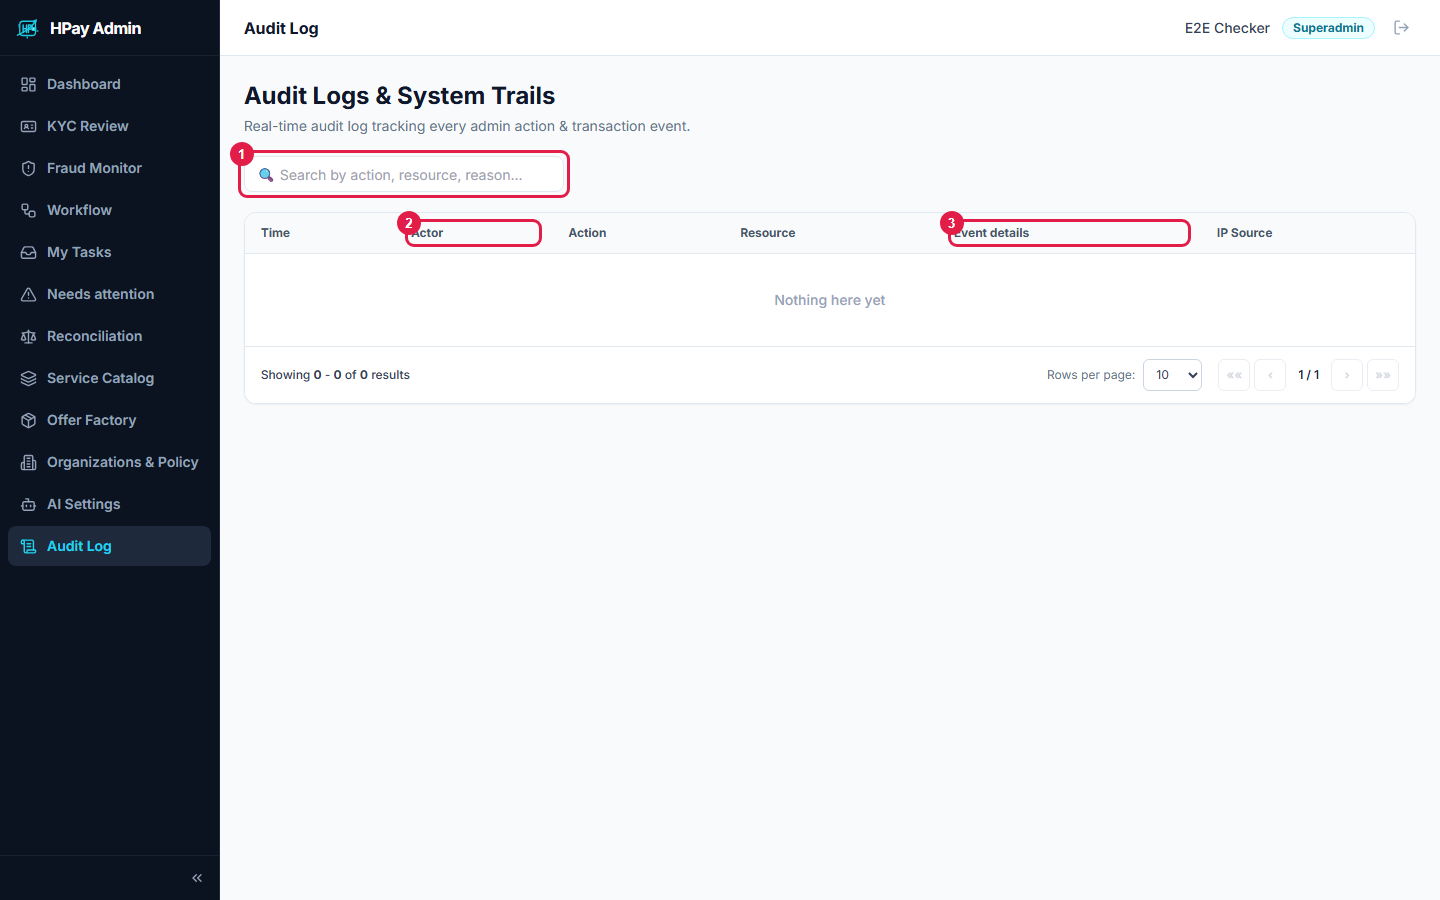 HPay Admin
Audit Log
E2E Checker
Superadmin
Dashboard
KYC Review
Fraud Monitor
Workflow
My Tasks
Needs attention
Reconciliation
Service Catalog
Offer Factory
Organizations & Policy
AI Settings
Audit Log
Audit Logs & System Trails
Real-time audit log tracking every admin action & transaction event.
1
Search by action, resource, reason...
2
3
Time Actor Action Resource Event details IP Source
Nothing here yet
Showing 0 - 0 of 0 results
Rows per page: 10 «« ‹ 1 / 1 › »»
«